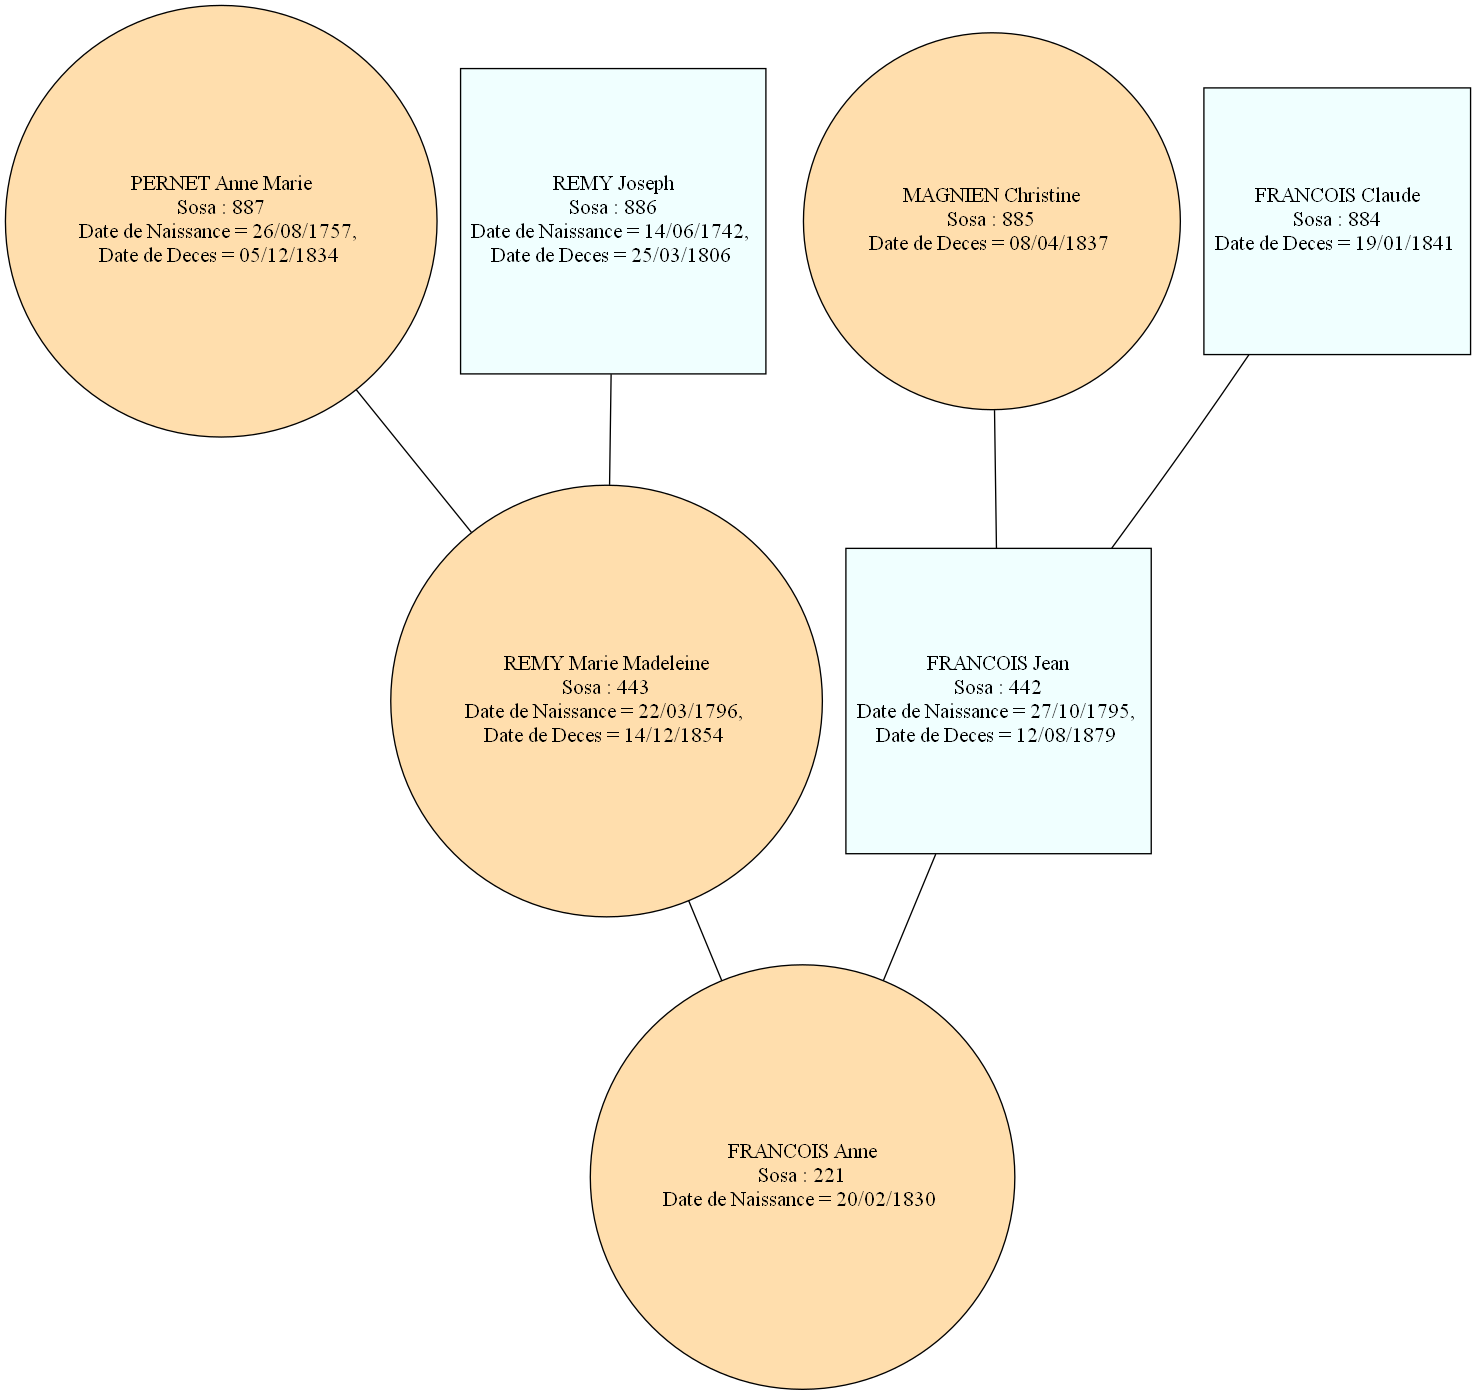 PERNET Anne Marie
Sosa : 887
Date de Naissance = 26/08/1757,
Date de Deces = 05/12/1834
REMY Joseph
Sosa : 886
Date de Naissance = 14/06/1742,
Date de Deces = 25/03/1806
MAGNIEN Christine
Sosa : 885
Date de Deces = 08/04/1837
FRANCOIS Claude
Sosa : 884
Date de Deces = 19/01/1841
REMY Marie Madeleine
Sosa : 443
Date de Naissance = 22/03/1796,
Date de Deces = 14/12/1854
FRANCOIS Jean
Sosa : 442
Date de Naissance = 27/10/1795,
Date de Deces = 12/08/1879
FRANCOIS Anne
Sosa : 221
Date de Naissance = 20/02/1830